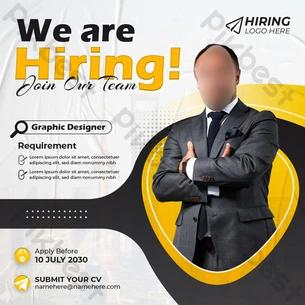 We are
Hiring!
Join Our Team
HIRING
LOGO HERE
Graphic Designer
Requirement
Lorem ipsum dolor sit amet, consectetuer
adipiscing elit, sed diam nonummy nibh
Lorem ipsum dolor sit amet, consectetuer
adipiscing elit, sed diam nonummy nibh
Apply Before
10 JULY 2030
SUBMIT YOUR CV
namehere@namehere.com